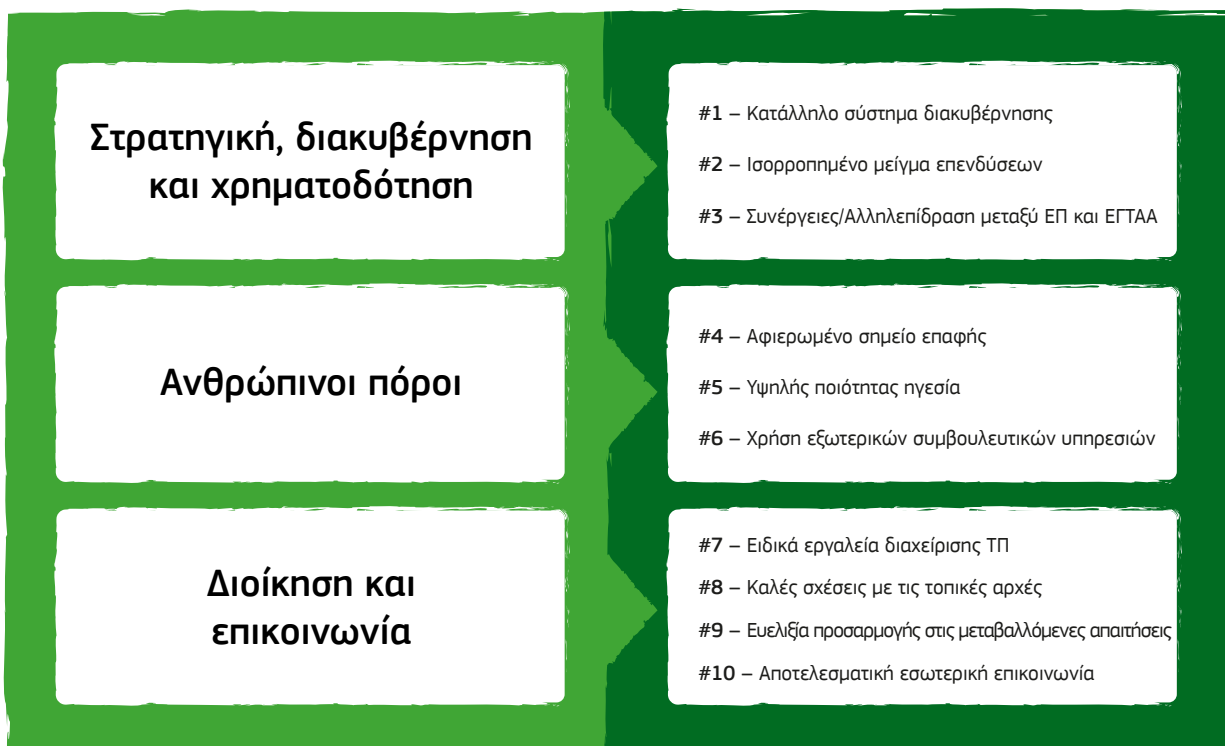 Στρατηγική, διακυβέρνηση
και χρηματοδότηση
#1 – Κατάλληλο σύστημα διακυβέρνησης
#2 – Ισορροπημένο μείγμα επενδύσεων
#3 – Συνέργειες/Αλληλεπίδραση μεταξύ ΕΠ και ΕΓΤΑΑ
Ανθρώπινοι πόροι
#4 – Αφιερωμένο σημείο επαφής
#5 – Υψηλής ποιότητας ηγεσία
#6 – Χρήση εξωτερικών συμβουλευτικών υπηρεσιών
Διοίκηση και
επικοινωνία
#7 – Ειδικά εργαλεία διαχείρισης ΤΠ
#8 – Καλές σχέσεις με τις τοπικές αρχές
#9 – Ευελιξία προσαρμογής στις μεταβαλλόμενες απαιτήσεις
#10 – Αποτελεσματική εσωτερική επικοινωνία